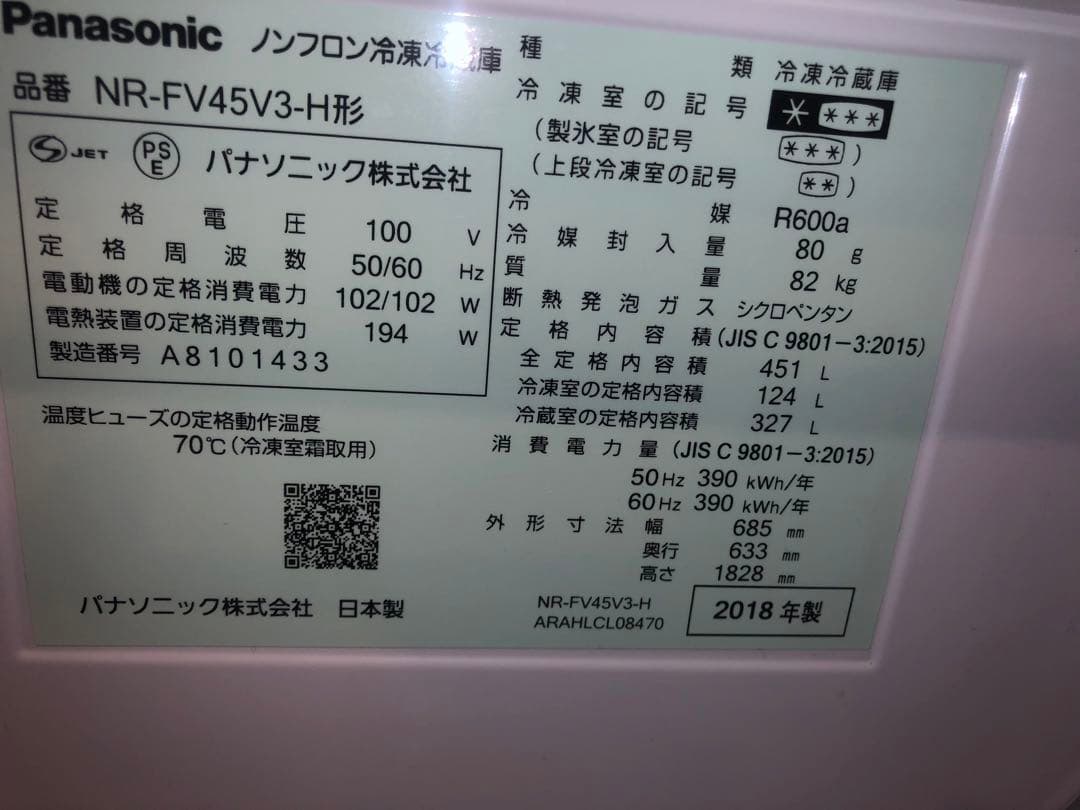 Panasonic ノンフロン冷凍冷蔵庫
品番 NR-FV45V3-H形
JET PSE パナソニック株式会社
定格電圧 100 V
定格周波数 50/60 Hz
電動機の定格消費電力 102/102 W
電熱装置の定格消費電力 194 W
製造番号 A8101433
温度ヒューズの定格動作温度
70℃(冷凍室霜取用)
パナソニック株式会社 日本製
種類 冷凍冷蔵庫
冷凍室の記号 * ***
(製氷室の記号 ***)
(上段冷凍室の記号 **)
冷媒 R600a
冷媒封入量 80 g
質量 82 kg
断熱発泡ガス シクロペンタン
定格内容積(JIS C 9801-3:2015)
全定格内容積 451 L
冷凍室の定格内容積 124 L
冷蔵室の定格内容積 327 L
消費電力量(JIS C 9801-3:2015)
50Hz 390 kWh/年
60Hz 390 kWh/年
外形寸法幅 685 mm
奥行 633 mm
高さ 1828 mm
NR-FV45V3-H
ARAHLCL08470
2018年製